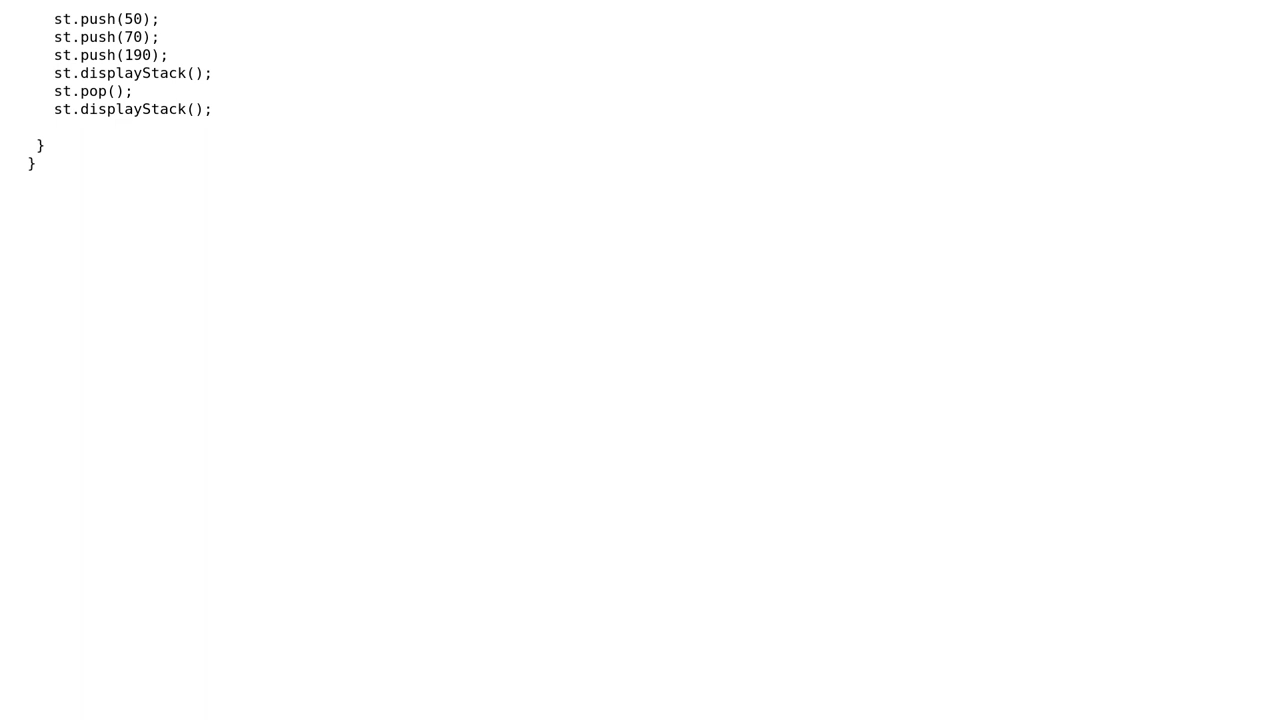 st.push(50);
st.push(70);
st.push(190);
st.displayStack();
st.pop();
st.displayStack();
}
}